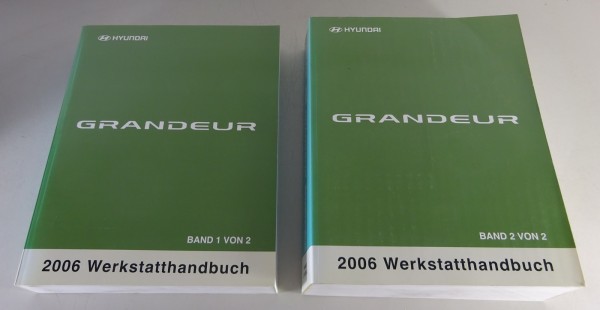 HYUNDAI
GRANDEUR
BAND 1 VON 2
2006 Werkstatthandbuch
HYUNDAI
GRANDEUR
BAND 2 VON 2
2006 Werkstatthandbuch